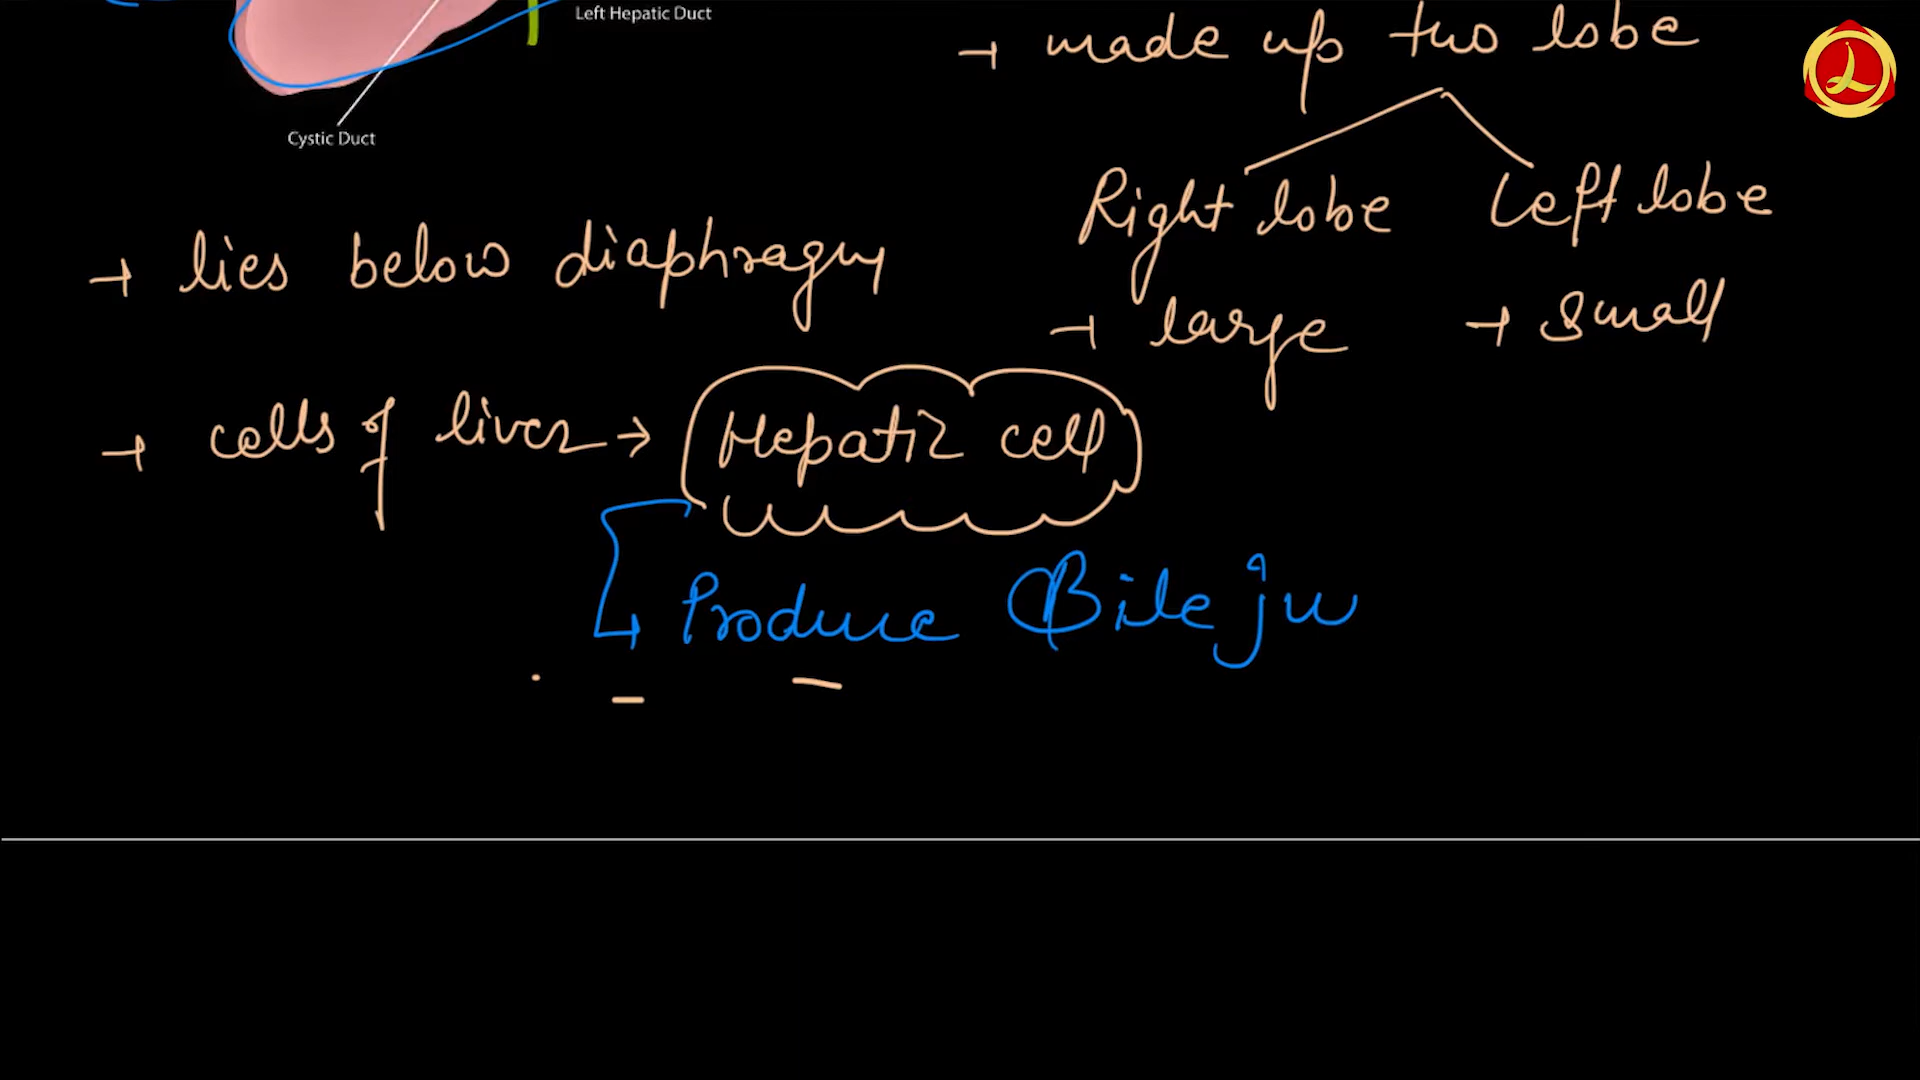 Left Hepatic Duct
Cystic Duct
→ made up two lobe
Right lobe
Left lobe
→ large
→ small
→ lies below diaphragm
→ cells of liver → Hepatic cell
↳ Produce Bile ju